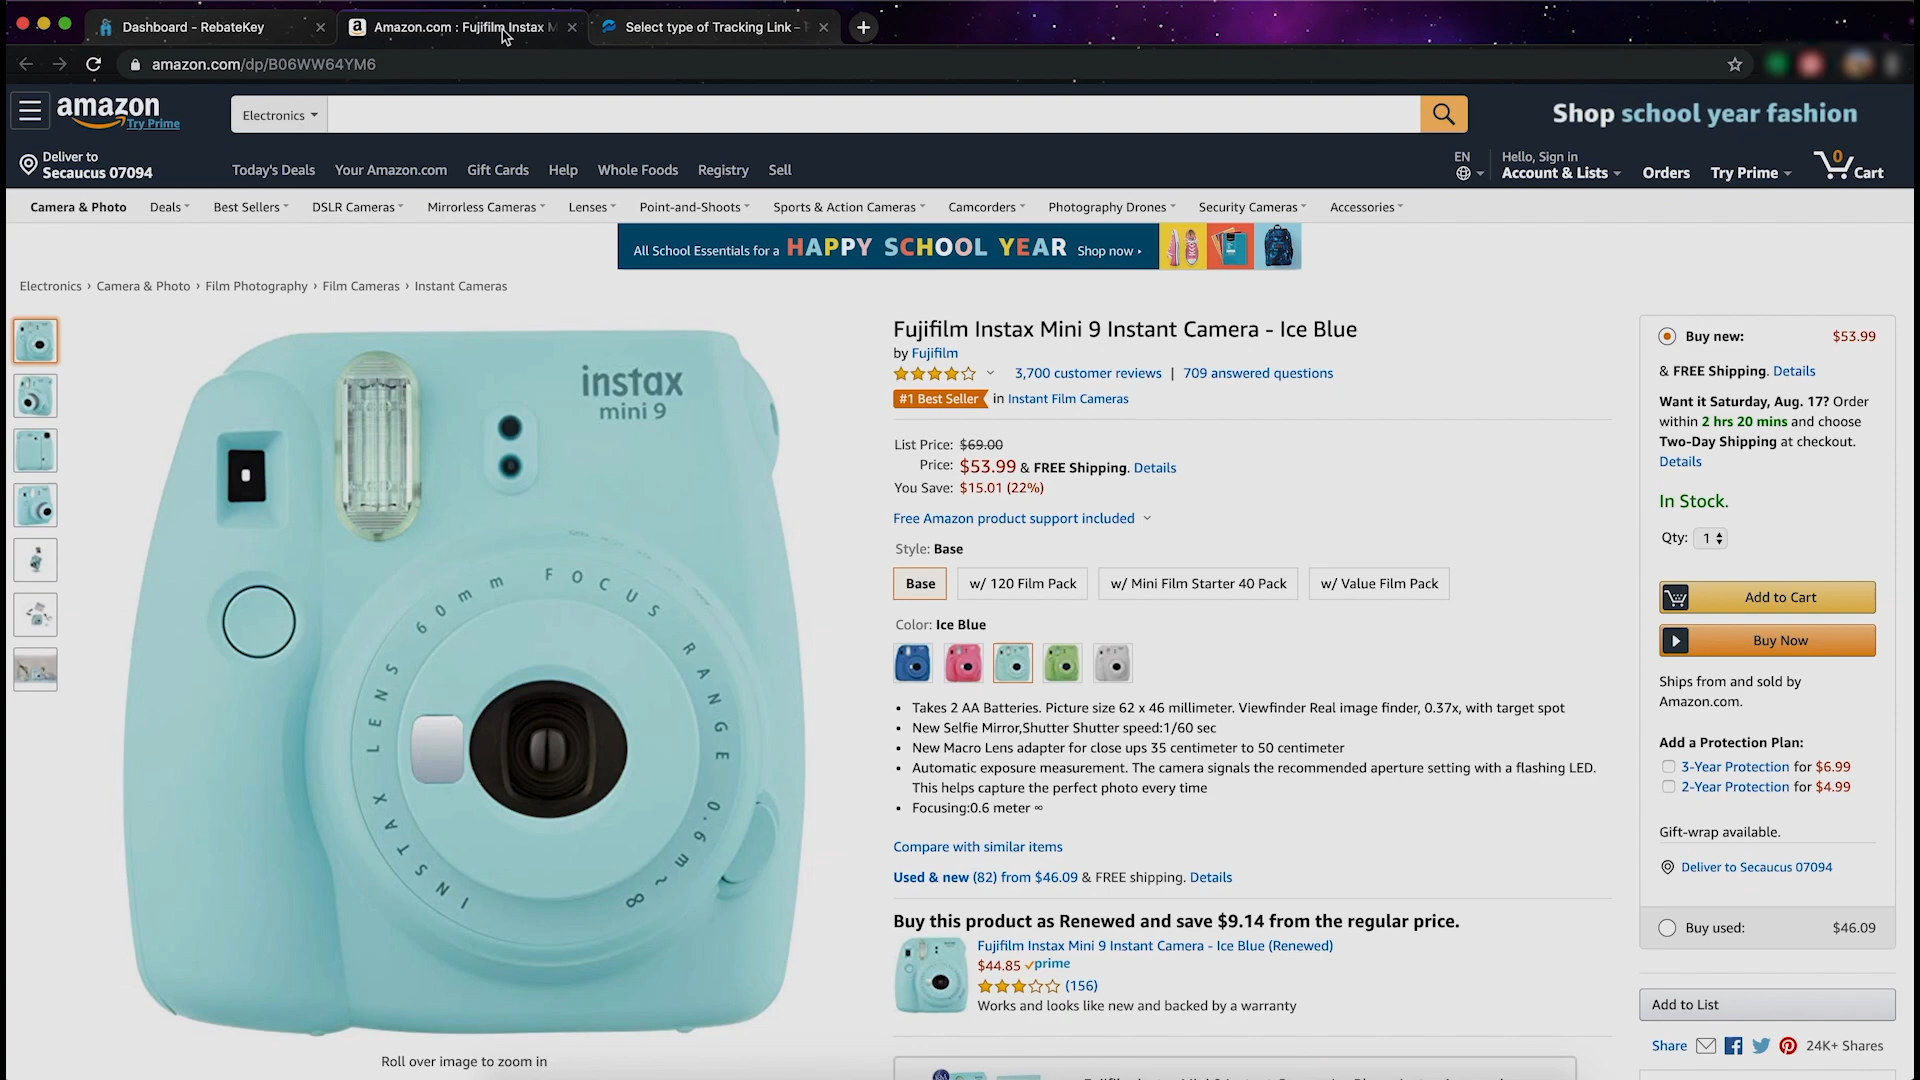 Dashboard - RebateKey
Amazon.com : Fujifilm Instax M
Select type of Tracking Link -
amazon.com/dp/B06WW64YM6
amazon
Try Prime
Electronics
Shop school year fashion
Deliver to
Secaucus 07094
Today's Deals Your Amazon.com Gift Cards Help Whole Foods Registry Sell
EN
Hello, Sign in
Account & Lists
Orders
Try Prime
0
Cart
Camera & Photo Deals Best Sellers DSLR Cameras Mirrorless Cameras Lenses Point-and-Shoots Sports & Action Cameras Camcorders Photography Drones Security Cameras Accessories
All School Essentials for a HAPPY SCHOOL YEAR Shop now ›
Electronics › Camera & Photo › Film Photography › Film Cameras › Instant Cameras
instax
mini 9
60mm FOCUS RANGE 0.6m~∞
INSTAX LENS
Roll over image to zoom in
Fujifilm Instax Mini 9 Instant Camera - Ice Blue
by Fujifilm
3,700 customer reviews | 709 answered questions
#1 Best Seller in Instant Film Cameras
List Price: $69.00
Price: $53.99 & FREE Shipping. Details
You Save: $15.01 (22%)
Free Amazon product support included
Style: Base
Base w/ 120 Film Pack w/ Mini Film Starter 40 Pack w/ Value Film Pack
Color: Ice Blue
• Takes 2 AA Batteries. Picture size 62 x 46 millimeter. Viewfinder Real image finder, 0.37x, with target spot
• New Selfie Mirror,Shutter Shutter speed:1/60 sec
• New Macro Lens adapter for close ups 35 centimeter to 50 centimeter
• Automatic exposure measurement. The camera signals the recommended aperture setting with a flashing LED.
This helps capture the perfect photo every time
• Focusing:0.6 meter ∞
Compare with similar items
Used & new (82) from $46.09 & FREE shipping. Details
Buy this product as Renewed and save $9.14 from the regular price.
Fujifilm Instax Mini 9 Instant Camera - Ice Blue (Renewed)
$44.85 prime
(156)
Works and looks like new and backed by a warranty
Buy new: $53.99
& FREE Shipping. Details
Want it Saturday, Aug. 17? Order
within 2 hrs 20 mins and choose
Two-Day Shipping at checkout.
Details
In Stock.
Qty: 1
Add to Cart
Buy Now
Ships from and sold by
Amazon.com.
Add a Protection Plan:
3-Year Protection for $6.99
2-Year Protection for $4.99
Gift-wrap available.
Deliver to Secaucus 07094
Buy used: $46.09
Add to List
Share 24K+ Shares